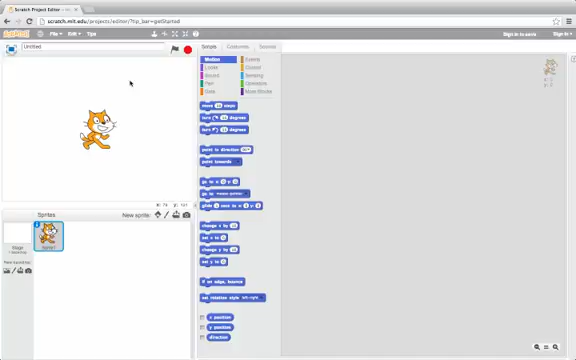 Scratch Project Editor
scratch.mit.edu/projects/editor/?tip_bar=getStarted
SCRATCH File Edit Tips Sign in to save Sign in
Untitled
Scripts Costumes Sounds
Motion Events
Looks Control
Sound Sensing
Pen Operators
Data More Blocks
move 10 steps
turn 15 degrees
turn 15 degrees
point in direction 90
point towards
go to x: 0 y: 0
go to mouse-pointer
glide 1 secs to x: 0 y: 0
change x by 10
set x to 0
change y by 10
set y to 0
if on edge, bounce
set rotation style left-right
x position
y position
direction
Sprites New sprite:
Stage
Sprite1
New backdrop: